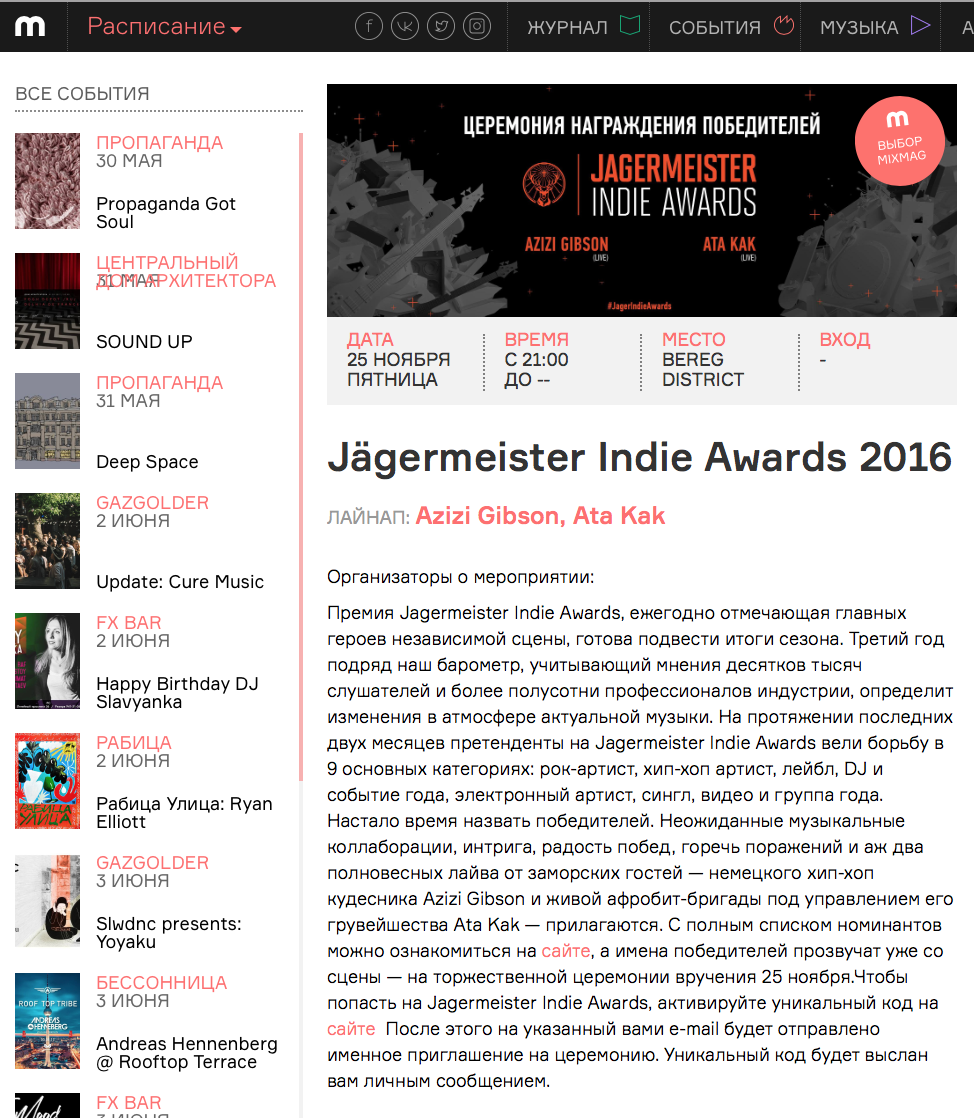 m
Расписание
ЖУРНАЛ
СОБЫТИЯ
МУЗЫКА
ВСЕ СОБЫТИЯ
ПРОПАГАНДА
30 МАЯ
Propaganda Got
Soul
ЦЕНТРАЛЬНЫЙ
ДОМ АРХИТЕКТОРА
31 МАЯ
SOUND UP
ПРОПАГАНДА
31 МАЯ
Deep Space
GAZGOLDER
2 ИЮНЯ
Update: Cure Music
FX BAR
2 ИЮНЯ
Happy Birthday DJ
Slavyanka
РАБИЦА
2 ИЮНЯ
РАБИЦА
УЛИЦА
Рабица Улица: Ryan
Elliott
GAZGOLDER
3 ИЮНЯ
Slwdnc presents:
Yoyaku
БЕССОННИЦА
3 ИЮНЯ
ROOF TOP TRIBE
ANDREAS
HENNENBERG
Andreas Hennenberg
@ Rooftop Terrace
FX BAR
3 ИЮНЯ
Mood
ЦЕРЕМОНИЯ НАГРАЖДЕНИЯ ПОБЕДИТЕЛЕЙ
m
ВЫБОР
MIXMAG
JAGERMEISTER
INDIE AWARDS
AZIZI GIBSON
(LIVE)
ATA KAK
(LIVE)
#JagerIndieAwards
ДАТА
25 НОЯБРЯ
ПЯТНИЦА
ВРЕМЯ
С 21:00
ДО --
МЕСТО
BEREG
DISTRICT
ВХОД
-
Jägermeister Indie Awards 2016
ЛАЙНАП: Azizi Gibson, Ata Kak
Организаторы о мероприятии:
Премия Jagermeister Indie Awards, ежегодно отмечающая главных
героев независимой сцены, готова подвести итоги сезона. Третий год
подряд наш барометр, учитывающий мнения десятков тысяч
слушателей и более полусотни профессионалов индустрии, определит
изменения в атмосфере актуальной музыки. На протяжении последних
двух месяцев претенденты на Jagermeister Indie Awards вели борьбу в
9 основных категориях: рок-артист, хип-хоп артист, лейбл, DJ и
событие года, электронный артист, сингл, видео и группа года.
Настало время назвать победителей. Неожиданные музыкальные
коллаборации, интрига, радость побед, горечь поражений и аж два
полновесных лайва от заморских гостей — немецкого хип-хоп
кудесника Azizi Gibson и живой афробит-бригады под управлением его
грувейшества Ata Kak — прилагаются. С полным списком номинантов
можно ознакомиться на сайте, а имена победителей прозвучат уже со
сцены — на торжественной церемонии вручения 25 ноября.Чтобы
попасть на Jagermeister Indie Awards, активируйте уникальный код на
сайте  После этого на указанный вами e-mail будет отправлено
именное приглашение на церемонию. Уникальный код будет выслан
вам личным сообщением.